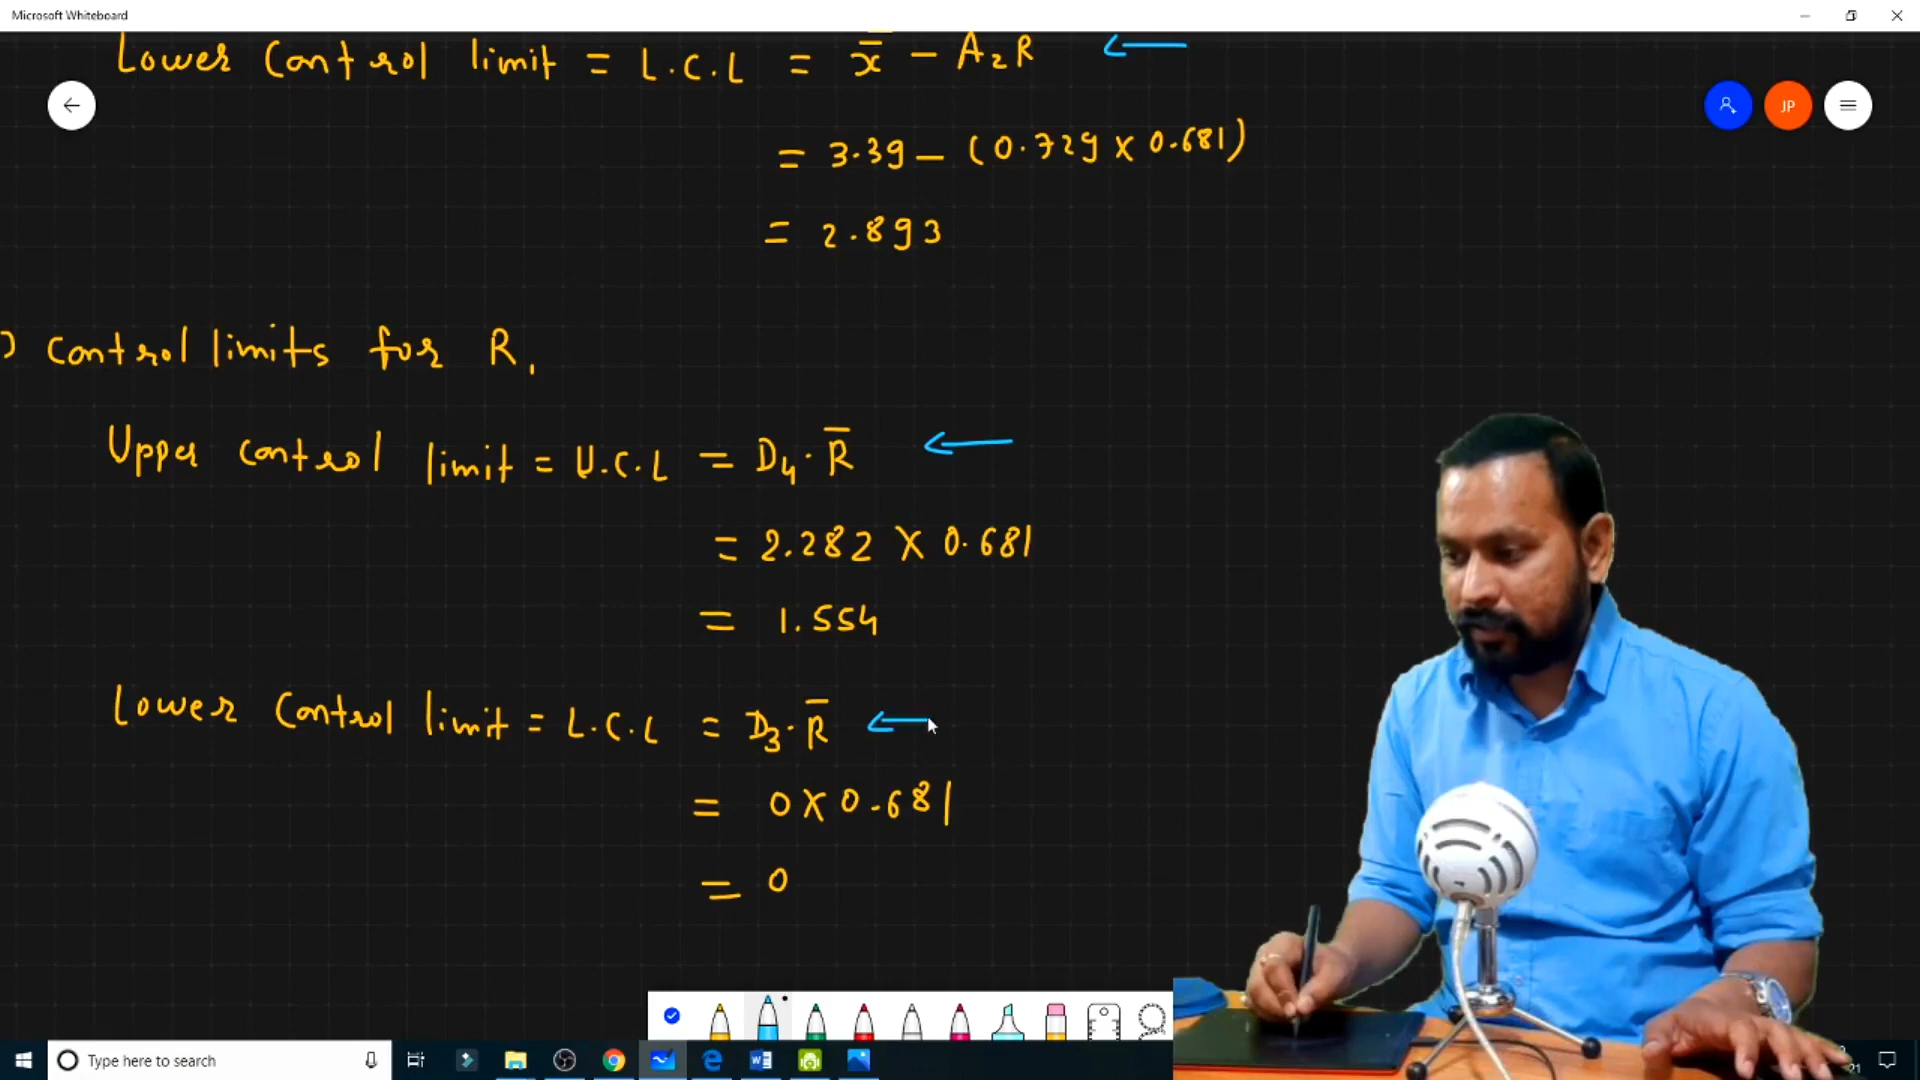 Microsoft Whiteboard
Lower Control limit = L.C.L = x̿ - A₂R
JP
= 3.39 - (0.729 X 0.681)
= 2.893
) Control limits for R,
Upper control limit = U.C.L = D₄ · R̅
= 2.282 X 0.681
= 1.554
Lower Control limit = L.C.L = D₃ · R̅
= 0 X 0.681
= 0
Type here to search